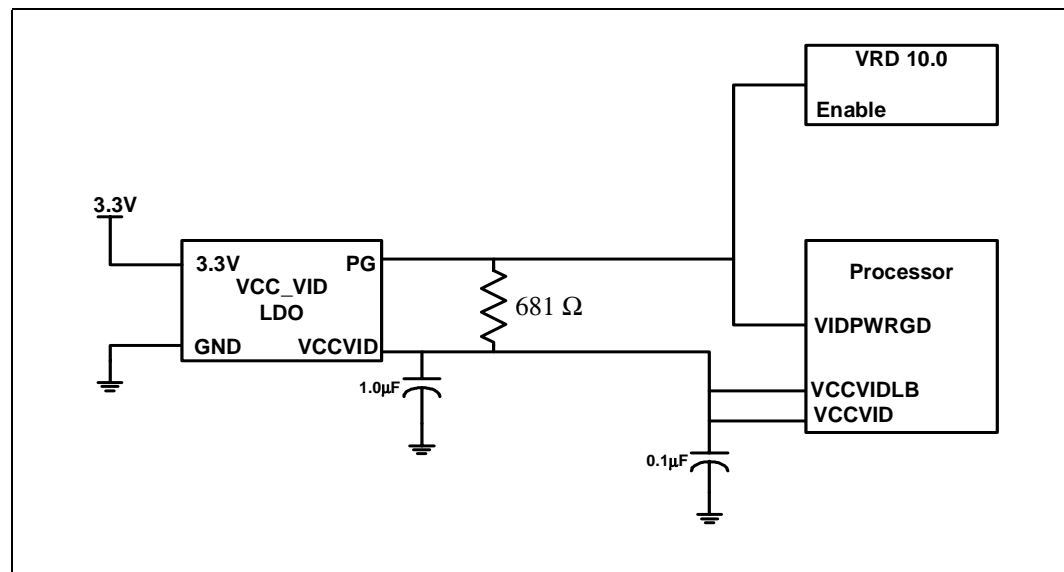 VRD 10.0
Enable
3.3V
3.3V
PG
VCC_VID
LDO
GND
VCCVID
681 Ω
1.0µF
Processor
VIDPWRGD
VCCVIDLB
VCCVID
0.1µF